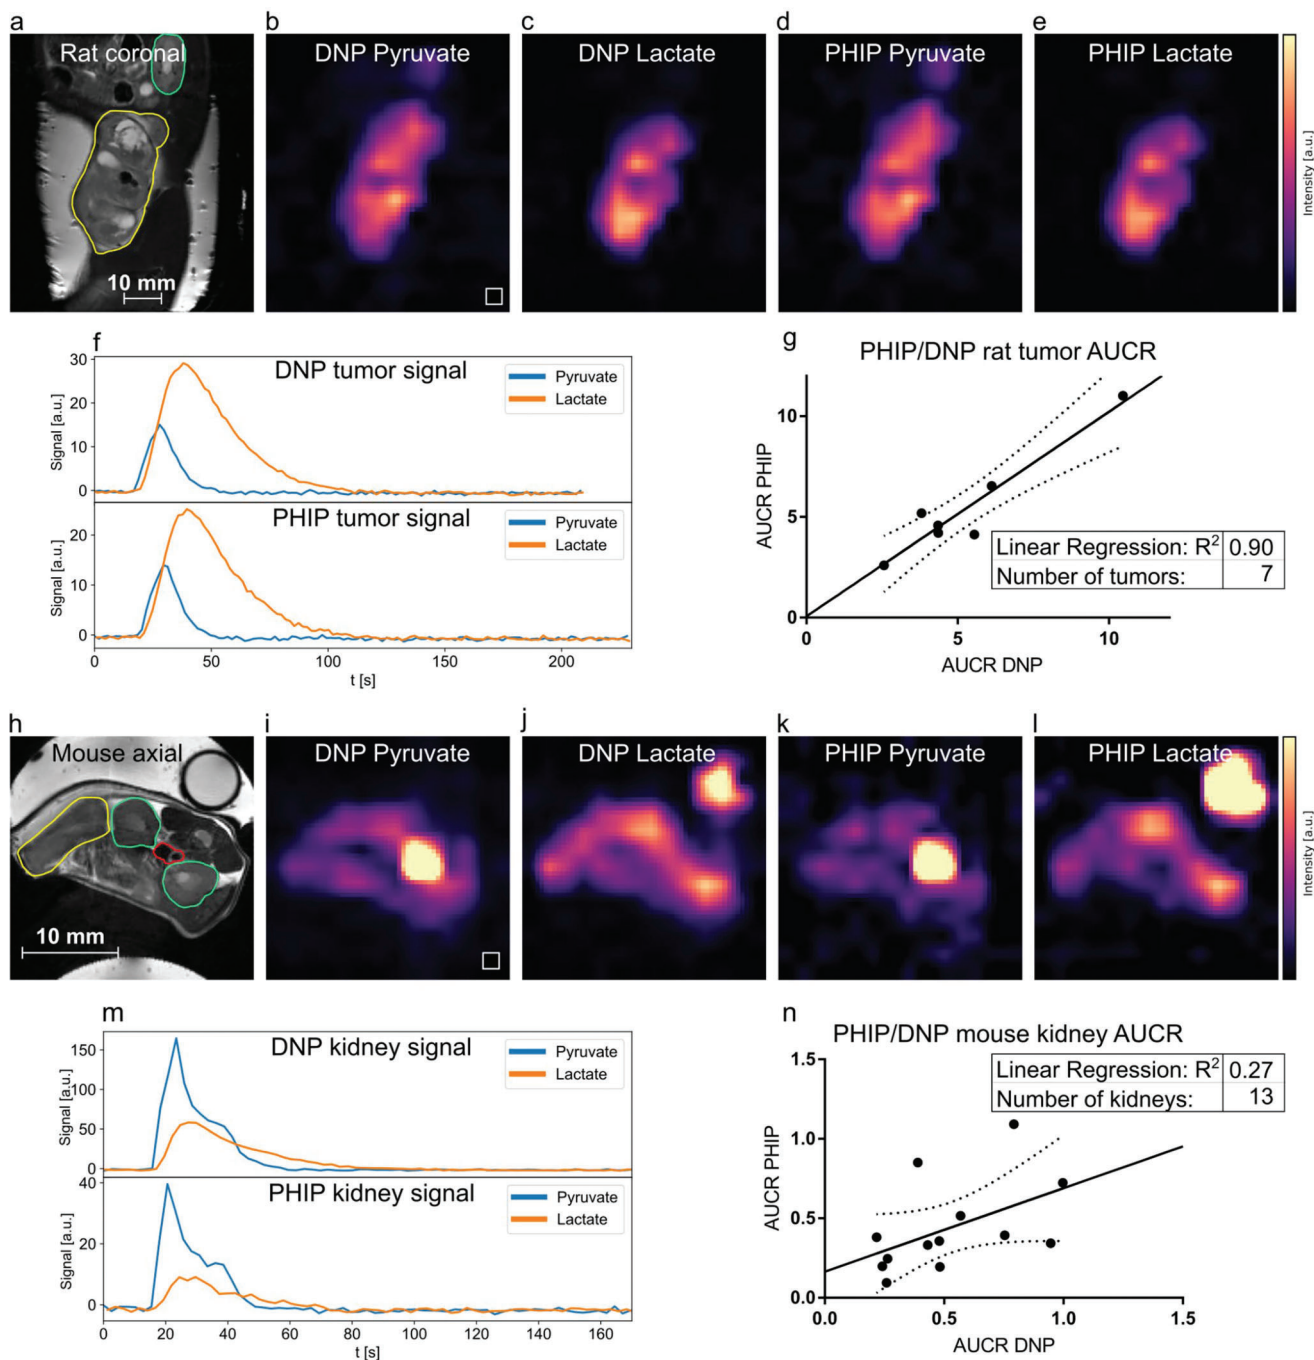 a
b
c
d
e
Rat coronal
DNP Pyruvate
DNP Lactate
PHIP Pyruvate
PHIP Lactate
10 mm
Intensity [a.u.]
f
DNP tumor signal
Pyruvate
Lactate
Signal [a.u.]
30
20
10
0
PHIP tumor signal
Pyruvate
Lactate
Signal [a.u.]
20
10
0
0 50 100 150 200
t [s]
g
PHIP/DNP rat tumor AUCR
AUCR PHIP
10
5
0
Linear Regression: R² 0.90
Number of tumors: 7
0 5 10
AUCR DNP
h
i
j
k
l
Mouse axial
DNP Pyruvate
DNP Lactate
PHIP Pyruvate
PHIP Lactate
10 mm
Intensity [a.u.]
m
DNP kidney signal
Pyruvate
Lactate
Signal [a.u.]
150
100
50
0
PHIP kidney signal
Pyruvate
Lactate
Signal [a.u.]
40
20
0
0 20 40 60 80 100 120 140 160
t [s]
n
PHIP/DNP mouse kidney AUCR
Linear Regression: R² 0.27
Number of kidneys: 13
AUCR PHIP
1.5
1.0
0.5
0.0
0.0 0.5 1.0 1.5
AUCR DNP